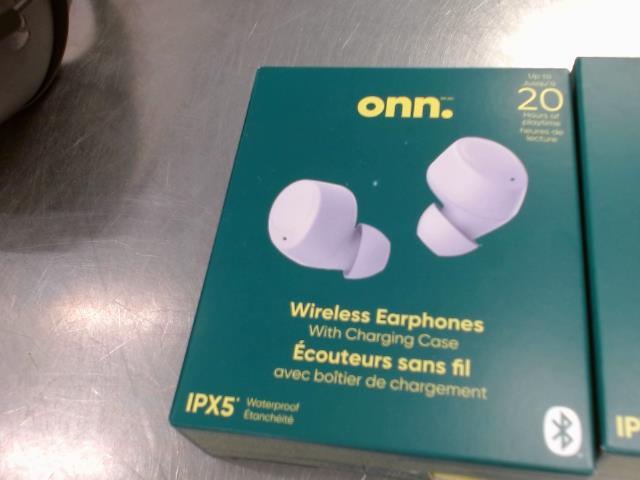 onn.
Up to
Jusqu'à
20
Hours of
playtime
heures de
lecture
Wireless Earphones
With Charging Case
Écouteurs sans fil
avec boîtier de chargement
IPX5*
Waterproof
Étanchéité
IP